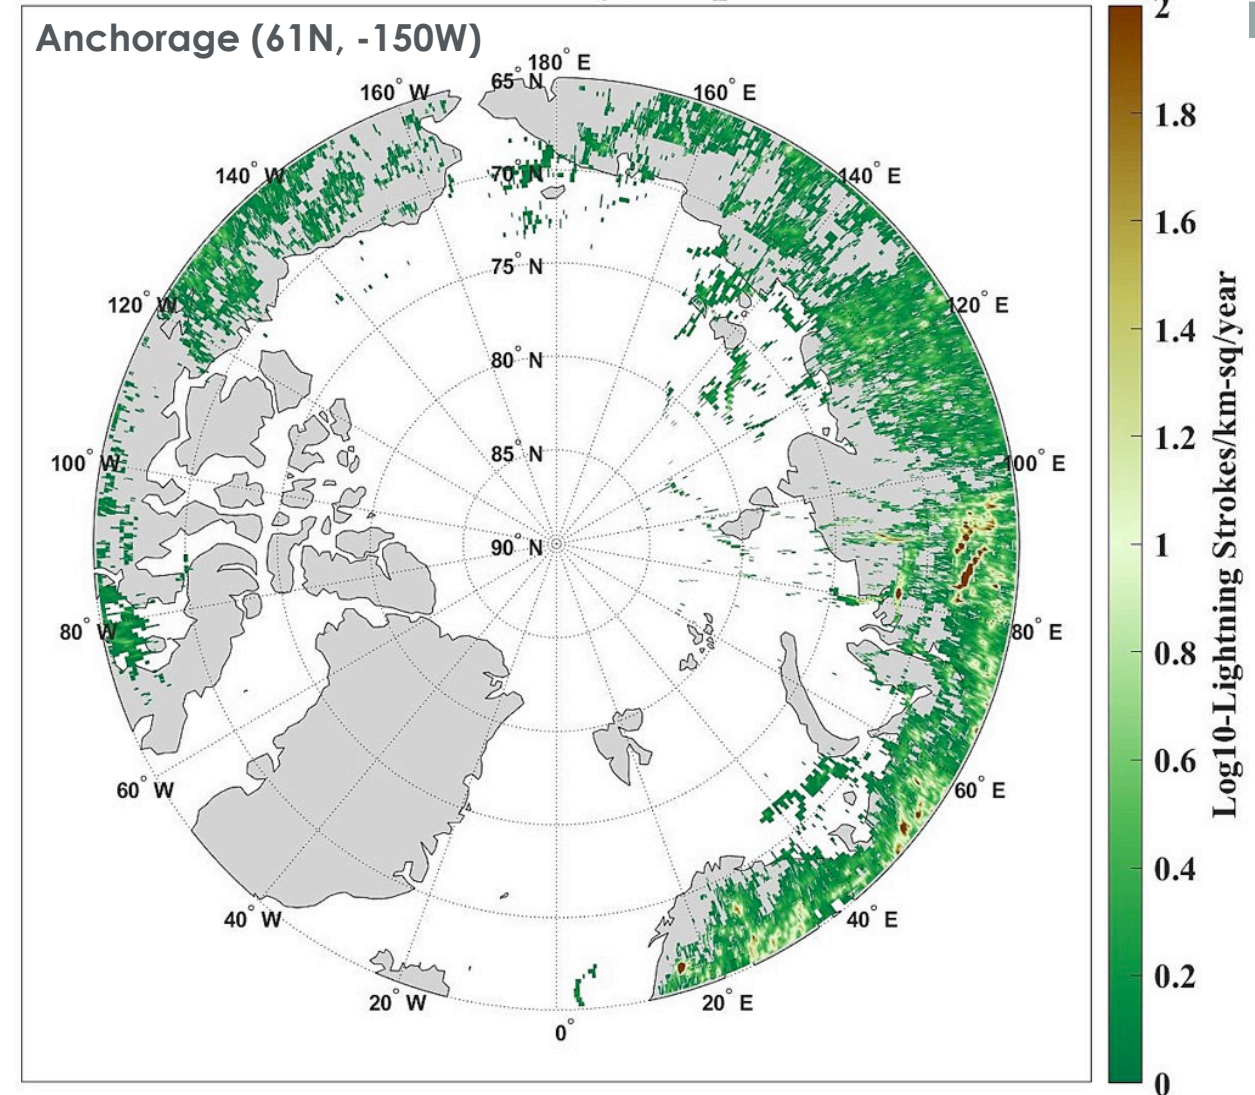 Anchorage (61N, -150W)
180° E
65° N
160° W
160° E
70° N
140° W
140° E
75° N
120° W
120° E
80° N
85° N
100° W
100° E
90° N
80° W
80° E
60° W
60° E
40° W
40° E
20° W
20° E
0°
2
1.8
1.6
1.4
1.2
1
0.8
0.6
0.4
0.2
0
Log10-Lightning Strokes/km-sq/year